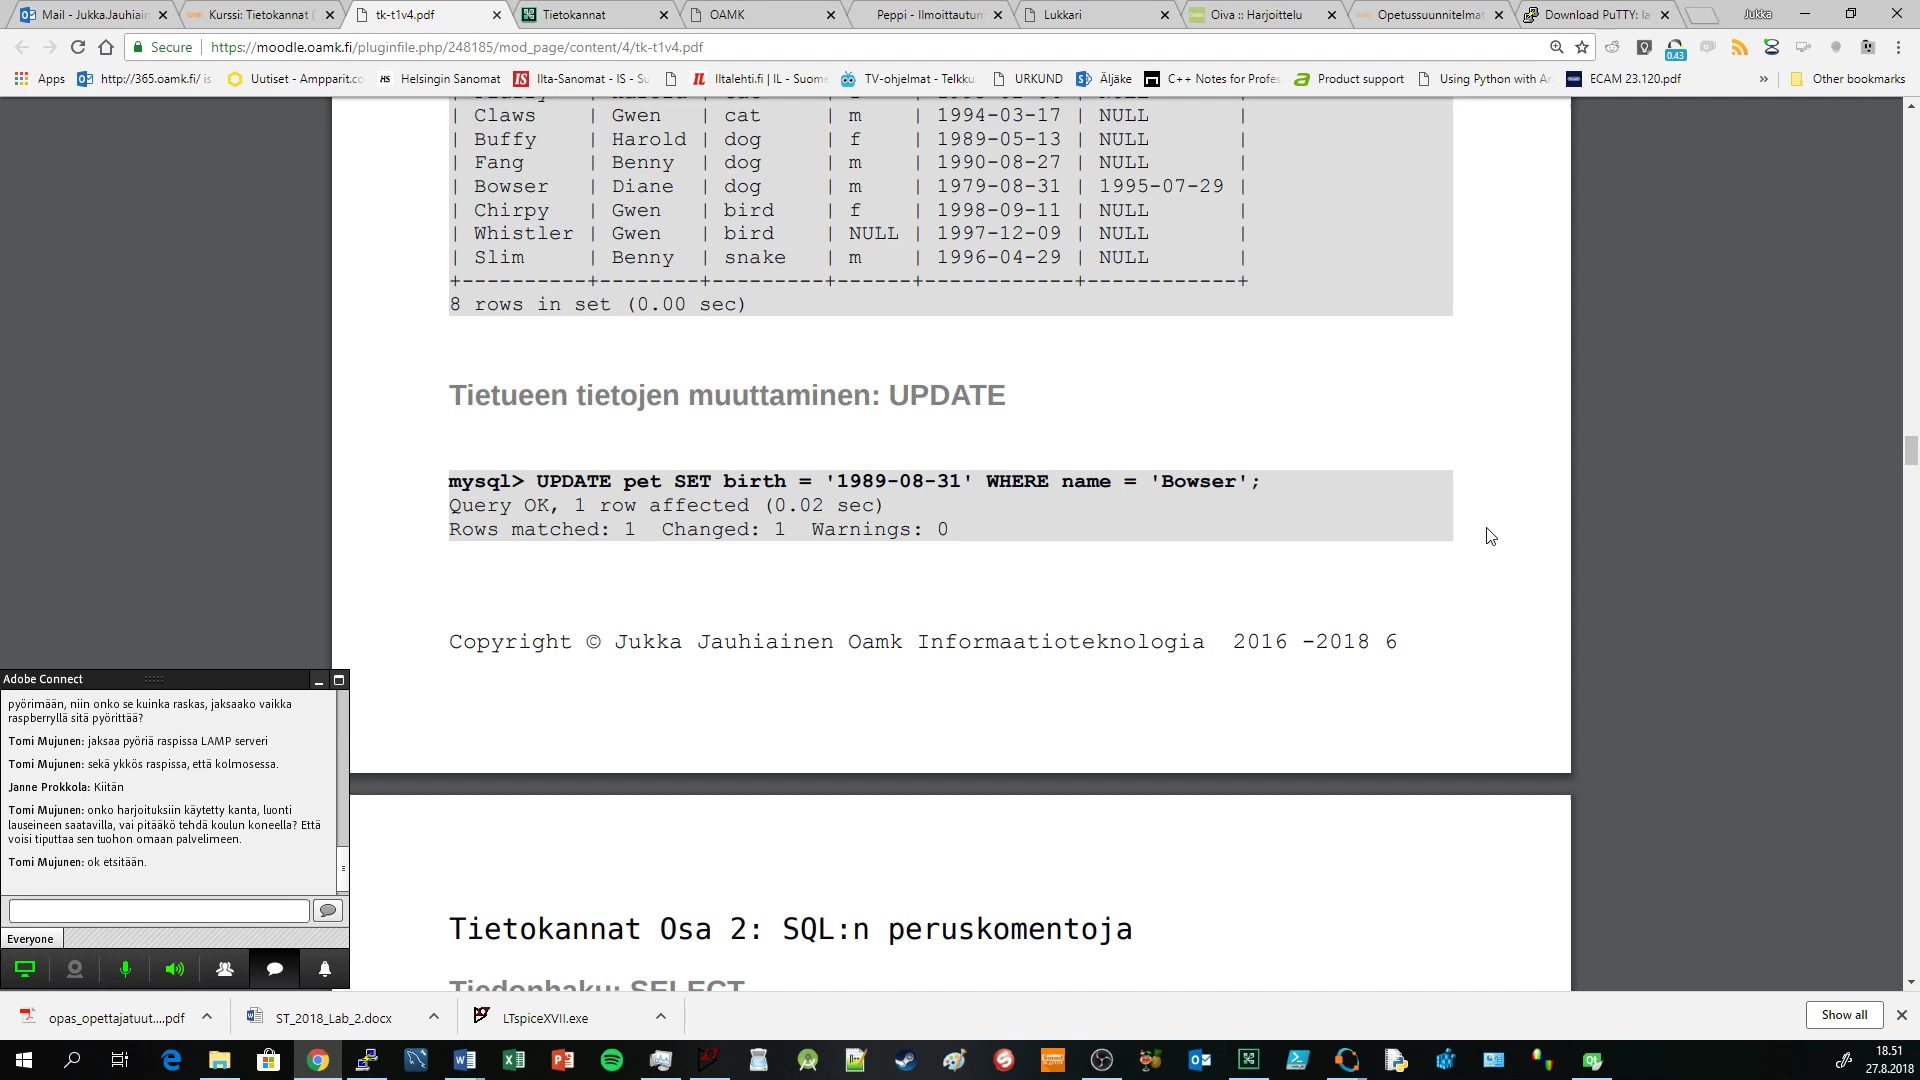 Mail - Jukka.Jauhiain
Kurssi: Tietokannat (
tk-t1v4.pdf
Tietokannat
OAMK
Peppi - Ilmoittautum
Lukkari
Oiva :: Harjoittelu
Opetussuunnitelmat
Download PuTTY: la
Jukka
Secure
https://moodle.oamk.fi/pluginfile.php/248185/mod_page/content/4/tk-t1v4.pdf
0.43
Apps
http://365.oamk.fi/ is
Uutiset - Ampparit.co
HS Helsingin Sanomat
IS Ilta-Sanomat - IS - Su
IL Iltalehti.fi | IL - Suome
TV-ohjelmat - Telkku.
URKUND
Äljäke
C++ Notes for Profes
Product support
Using Python with Ar
ECAM 23.120.pdf
»
Other bookmarks
| Claws | Gwen | cat | m | 1994-03-17 | NULL |
| Buffy | Harold | dog | f | 1989-05-13 | NULL |
| Fang | Benny | dog | m | 1990-08-27 | NULL |
| Bowser | Diane | dog | m | 1979-08-31 | 1995-07-29 |
| Chirpy | Gwen | bird | f | 1998-09-11 | NULL |
| Whistler | Gwen | bird | NULL | 1997-12-09 | NULL |
| Slim | Benny | snake | m | 1996-04-29 | NULL |
+----------+--------+---------+------+------------+------------+
8 rows in set (0.00 sec)
Tietueen tietojen muuttaminen: UPDATE
mysql> UPDATE pet SET birth = '1989-08-31' WHERE name = 'Bowser';
Query OK, 1 row affected (0.02 sec)
Rows matched: 1 Changed: 1 Warnings: 0
Copyright © Jukka Jauhiainen Oamk Informaatioteknologia 2016 -2018 6
Tietokannat Osa 2: SQL:n peruskomentoja
Tiedonhaku: SELECT
Adobe Connect
pyörimään, niin onko se kuinka raskas, jaksaako vaikka
raspberryllä sitä pyörittää?
Tomi Mujunen: jaksaa pyöriä raspissa LAMP serveri
Tomi Mujunen: sekä ykkös raspissa, että kolmosessa.
Janne Prokkola: Kiitän
Tomi Mujunen: onko harjoituksiin käytetty kanta, luonti
lauseineen saatavilla, vai pitääkö tehdä koulun koneella? Että
voisi tiputtaa sen tuohon omaan palvelimeen.
Tomi Mujunen: ok etsitään.
Everyone
opas_opettajatuut....pdf
ST_2018_Lab_2.docx
LTspiceXVII.exe
Show all
18.51
27.8.2018